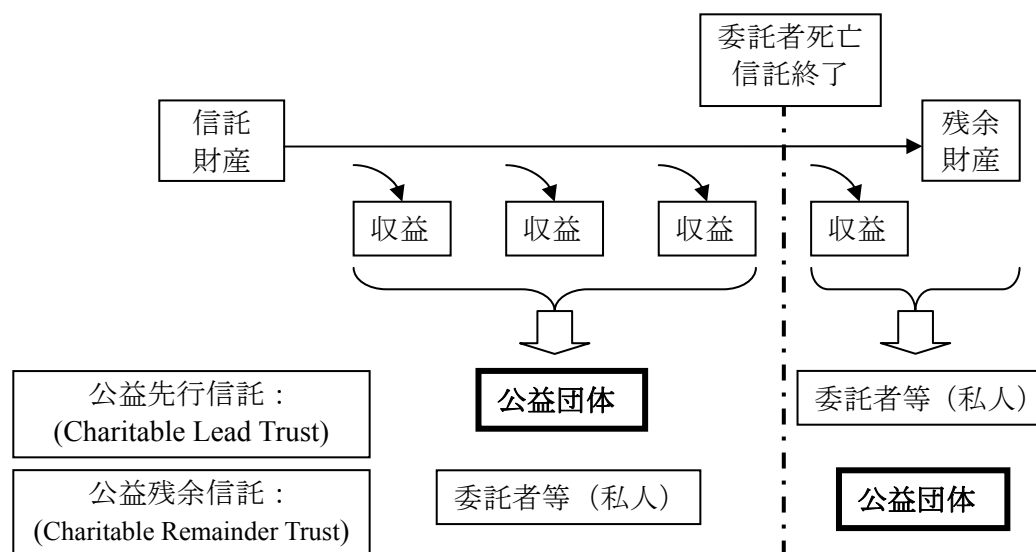 委託者死亡
信託終了
信託
財産
残余
財産
収益
収益
収益
収益
公益先行信託：
(Charitable Lead Trust)
公益団体
委託者等（私人）
公益残余信託：
(Charitable Remainder Trust)
委託者等（私人）
公益団体